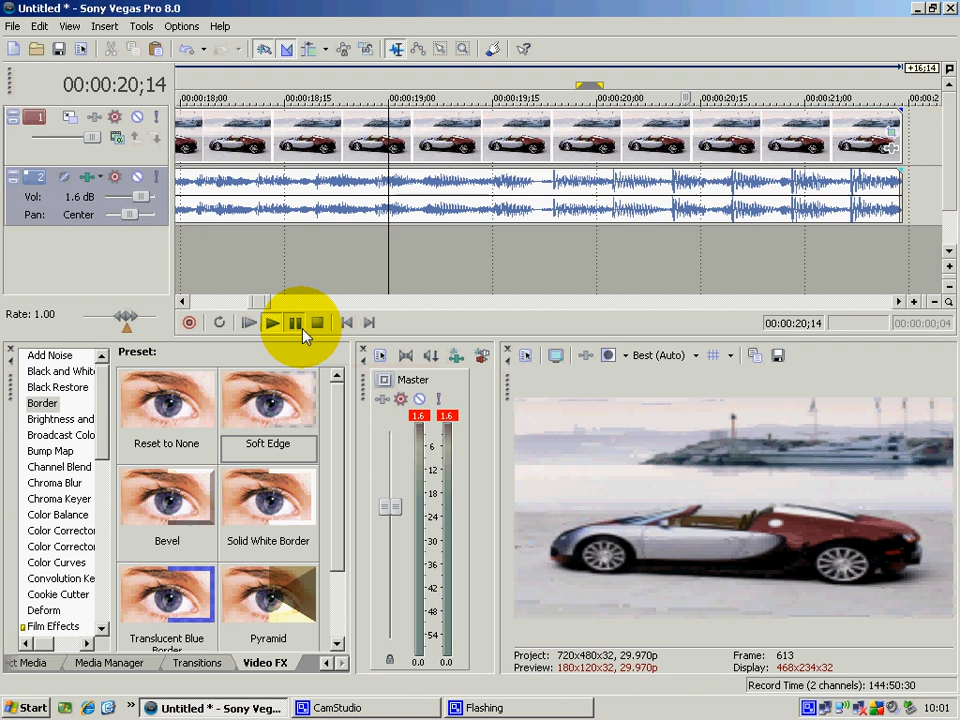 Untitled * - Sony Vegas Pro 8.0
File Edit View Insert Tools Options Help
00:00:20;14
+16;14
00:00:18;00 00:00:18;15 00:00:19;00 00:00:19;15 00:00:20;00 00:00:20;15 00:00:21;00 00:00:2
1
2
Vol: 1.6 dB
Pan: Center
Rate: 1.00
00:00:20;14 00:00:00;04
Add Noise
Black and Whit
Black Restore
Border
Brightness and
Broadcast Colo
Bump Map
Channel Blend
Chroma Blur
Chroma Keyer
Color Balance
Color Corrector
Color Corrector
Color Curves
Convolution Ke
Cookie Cutter
Deform
Film Effects
Preset:
Reset to None Soft Edge
Bevel Solid White Border
Translucent Blue Border Pyramid
ct Media Media Manager Transitions Video FX
Master
1.6 1.6
6
12
18
24
30
36
42
48
54
0.0 0.0
Best (Auto)
Project: 720x480x32, 29.970p Frame: 613
Preview: 180x120x32, 29.970p Display: 468x234x32
Record Time (2 channels): 144:50:30
Start Untitled * - Sony Veg... CamStudio Flashing 10:01